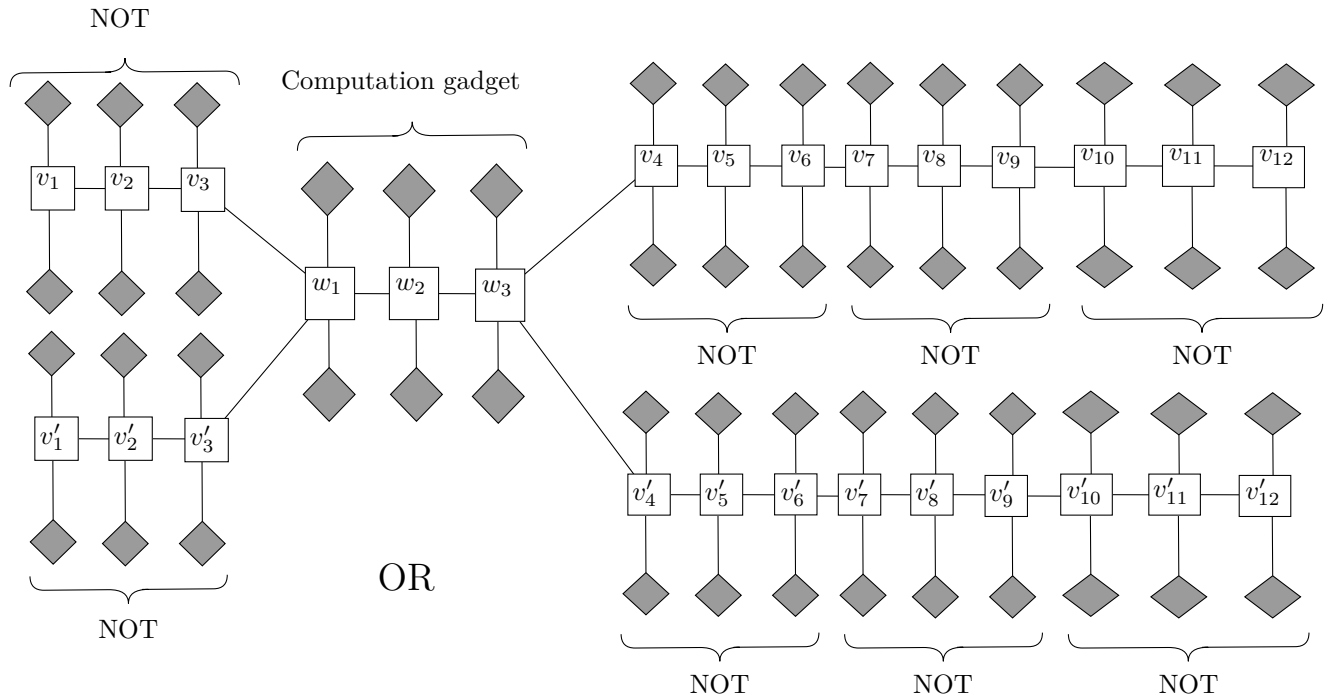 NOT
Computation gadget
v₄ v₅ v₆ v₇ v₈ v₉ v₁₀ v₁₁ v₁₂
v₁ v₂ v₃
w₁ w₂ w₃
NOT NOT NOT
v′₁ v′₂ v′₃
v′₄ v′₅ v′₆ v′₇ v′₈ v′₉ v′₁₀ v′₁₁ v′₁₂
OR
NOT
NOT NOT NOT